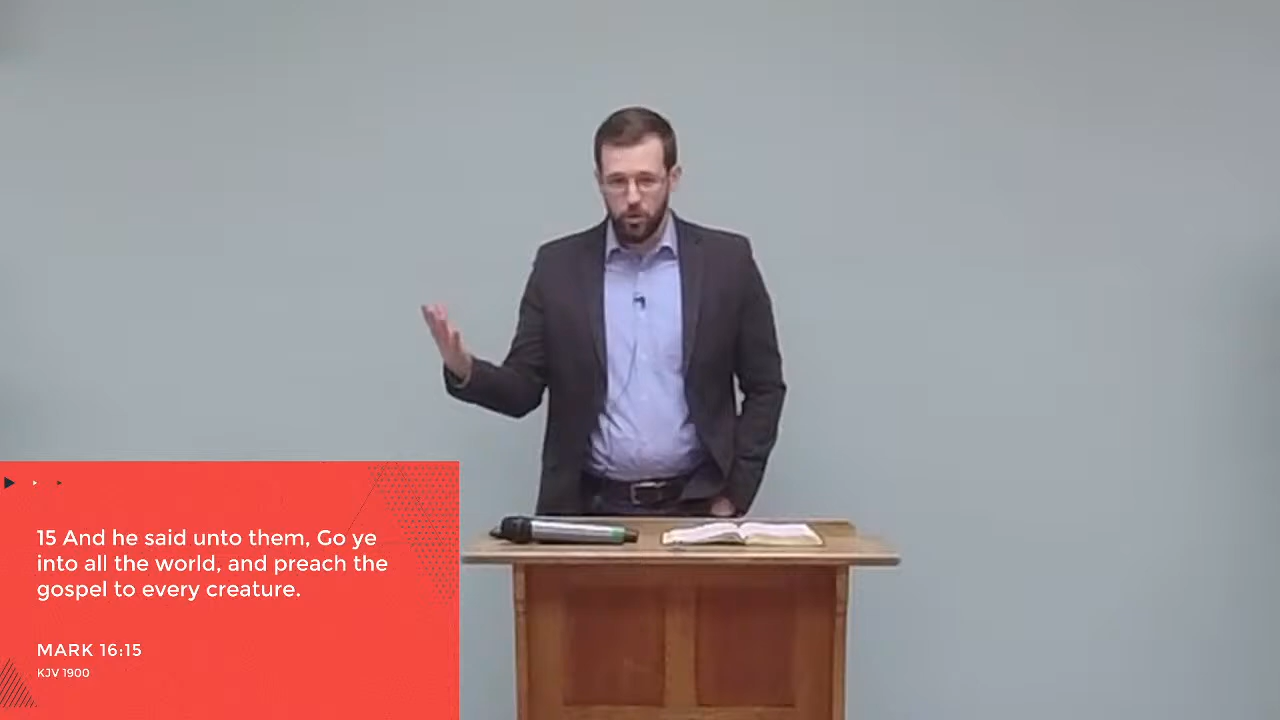 15 And he said unto them, Go ye
into all the world, and preach the
gospel to every creature.
MARK 16:15
KJV 1900